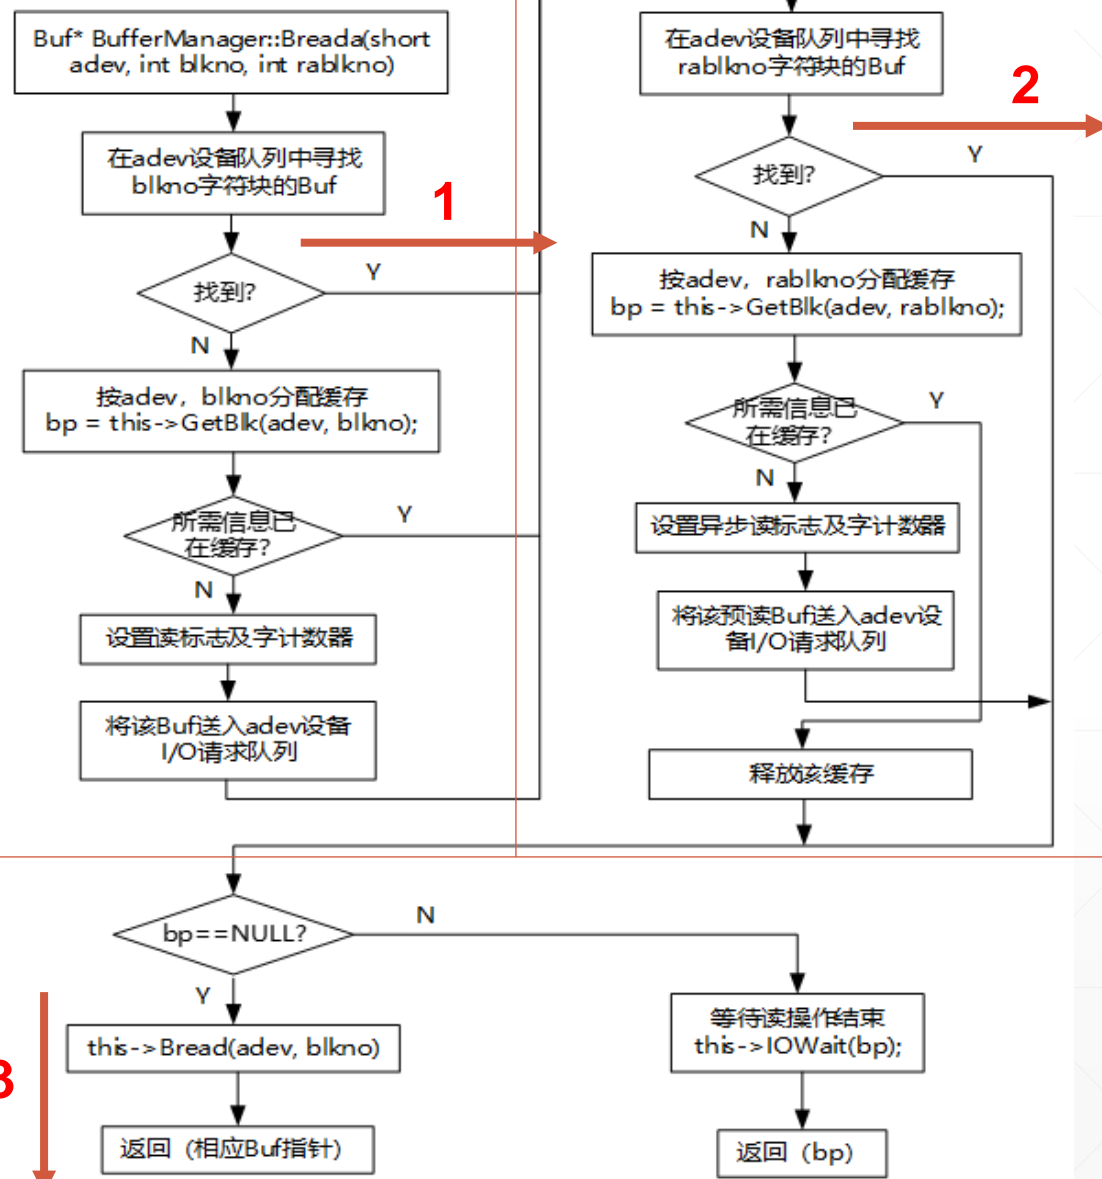 Buf* BufferManager::Breada(short
adev, int blkno, int rablkno)
在adev设备队列中寻找
blkno字符块的Buf
1
找到?
Y
N
按adev，blkno分配缓存
bp = this->GetBlk(adev, blkno);
所需信息已
在缓存?
Y
N
设置读标志及字计数器
将该Buf送入adev设备
I/O请求队列
在adev设备队列中寻找
rablkno字符块的Buf
2
找到?
Y
N
按adev，rablkno分配缓存
bp = this->GetBlk(adev, rablkno);
所需信息已
在缓存?
Y
N
设置异步读标志及字计数器
将该预读Buf送入adev设
备I/O请求队列
释放该缓存
bp==NULL?
N
Y
3
this->Bread(adev, blkno)
返回（相应Buf指针）
等待读操作结束
this->IOWait(bp);
返回（bp）